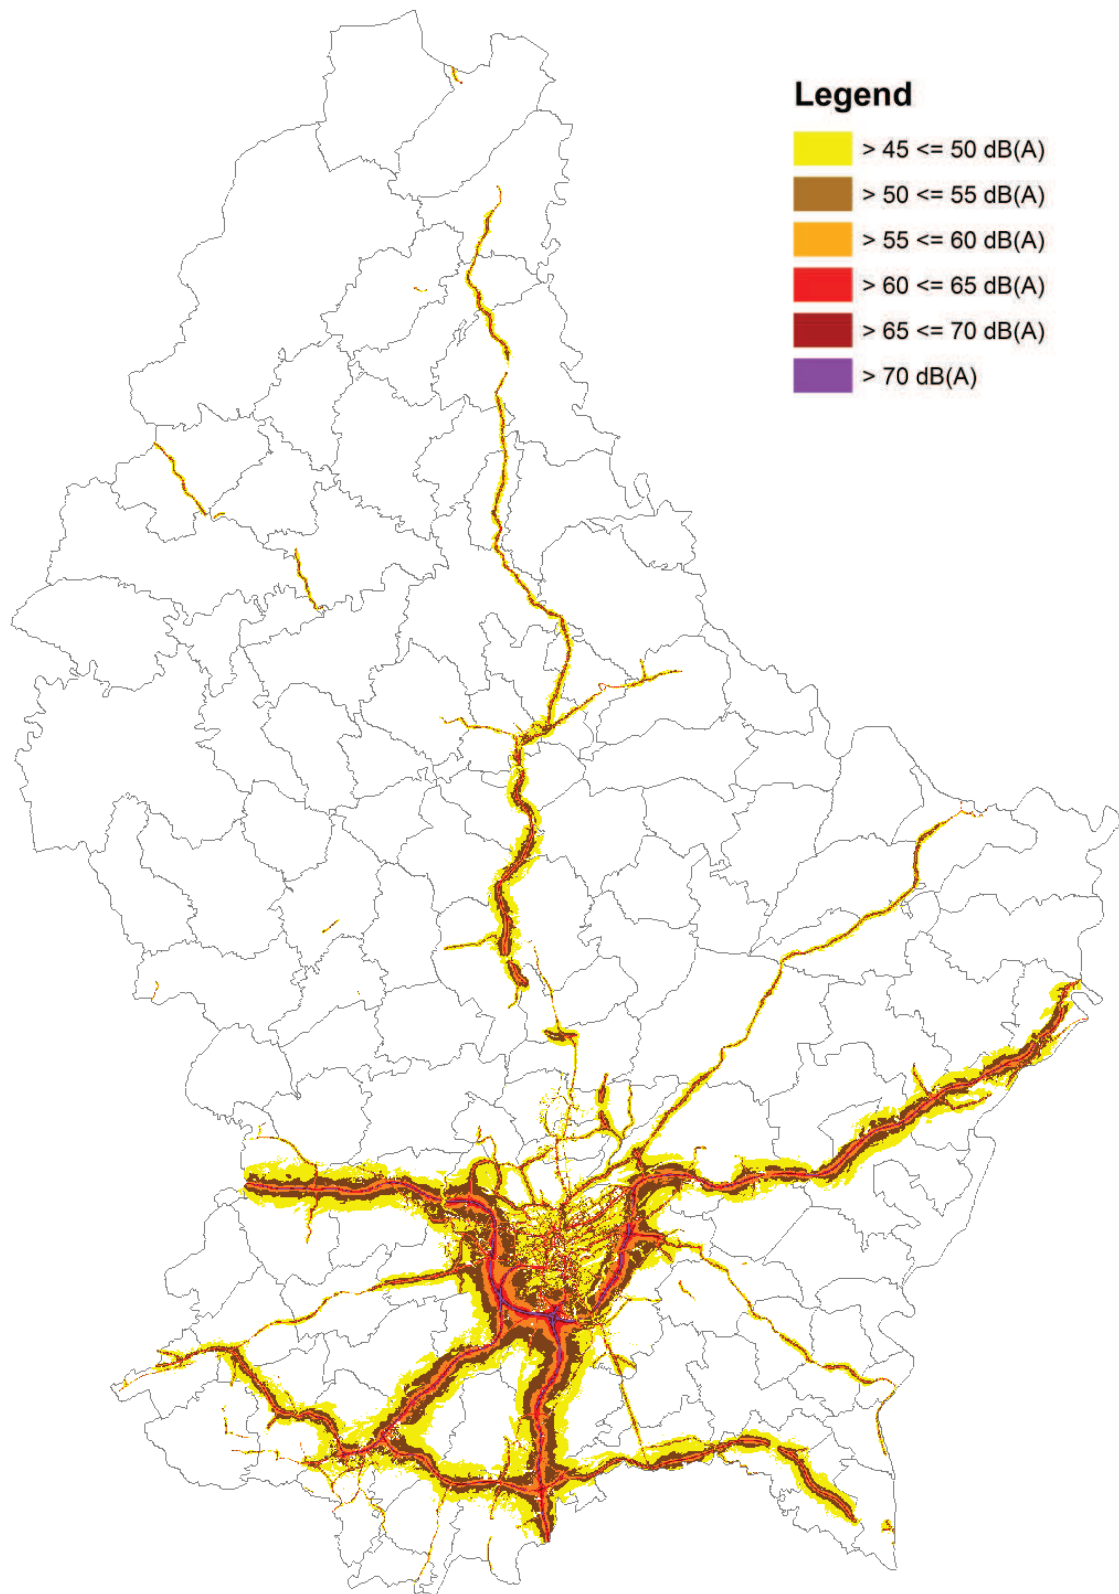 Legend
> 45 <= 50 dB(A)
> 50 <= 55 dB(A)
> 55 <= 60 dB(A)
> 60 <= 65 dB(A)
> 65 <= 70 dB(A)
> 70 dB(A)